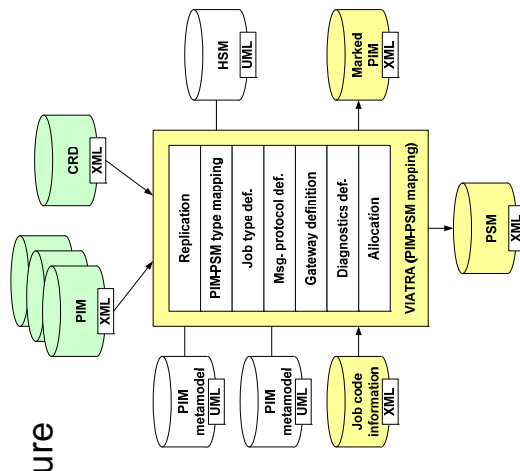 ure
PIM
XML
CRD
XML
PIM
metamodel
UML
PIM
metamodel
UML
Job code
information
XML
Replication
PIM-PSM type mapping
Job type def.
Msg. protocol def.
Gateway definition
Diagnostics def.
Allocation
VIATRA (PIM-PSM mapping)
HSM
UML
Marked
PIM
XML
PSM
XML